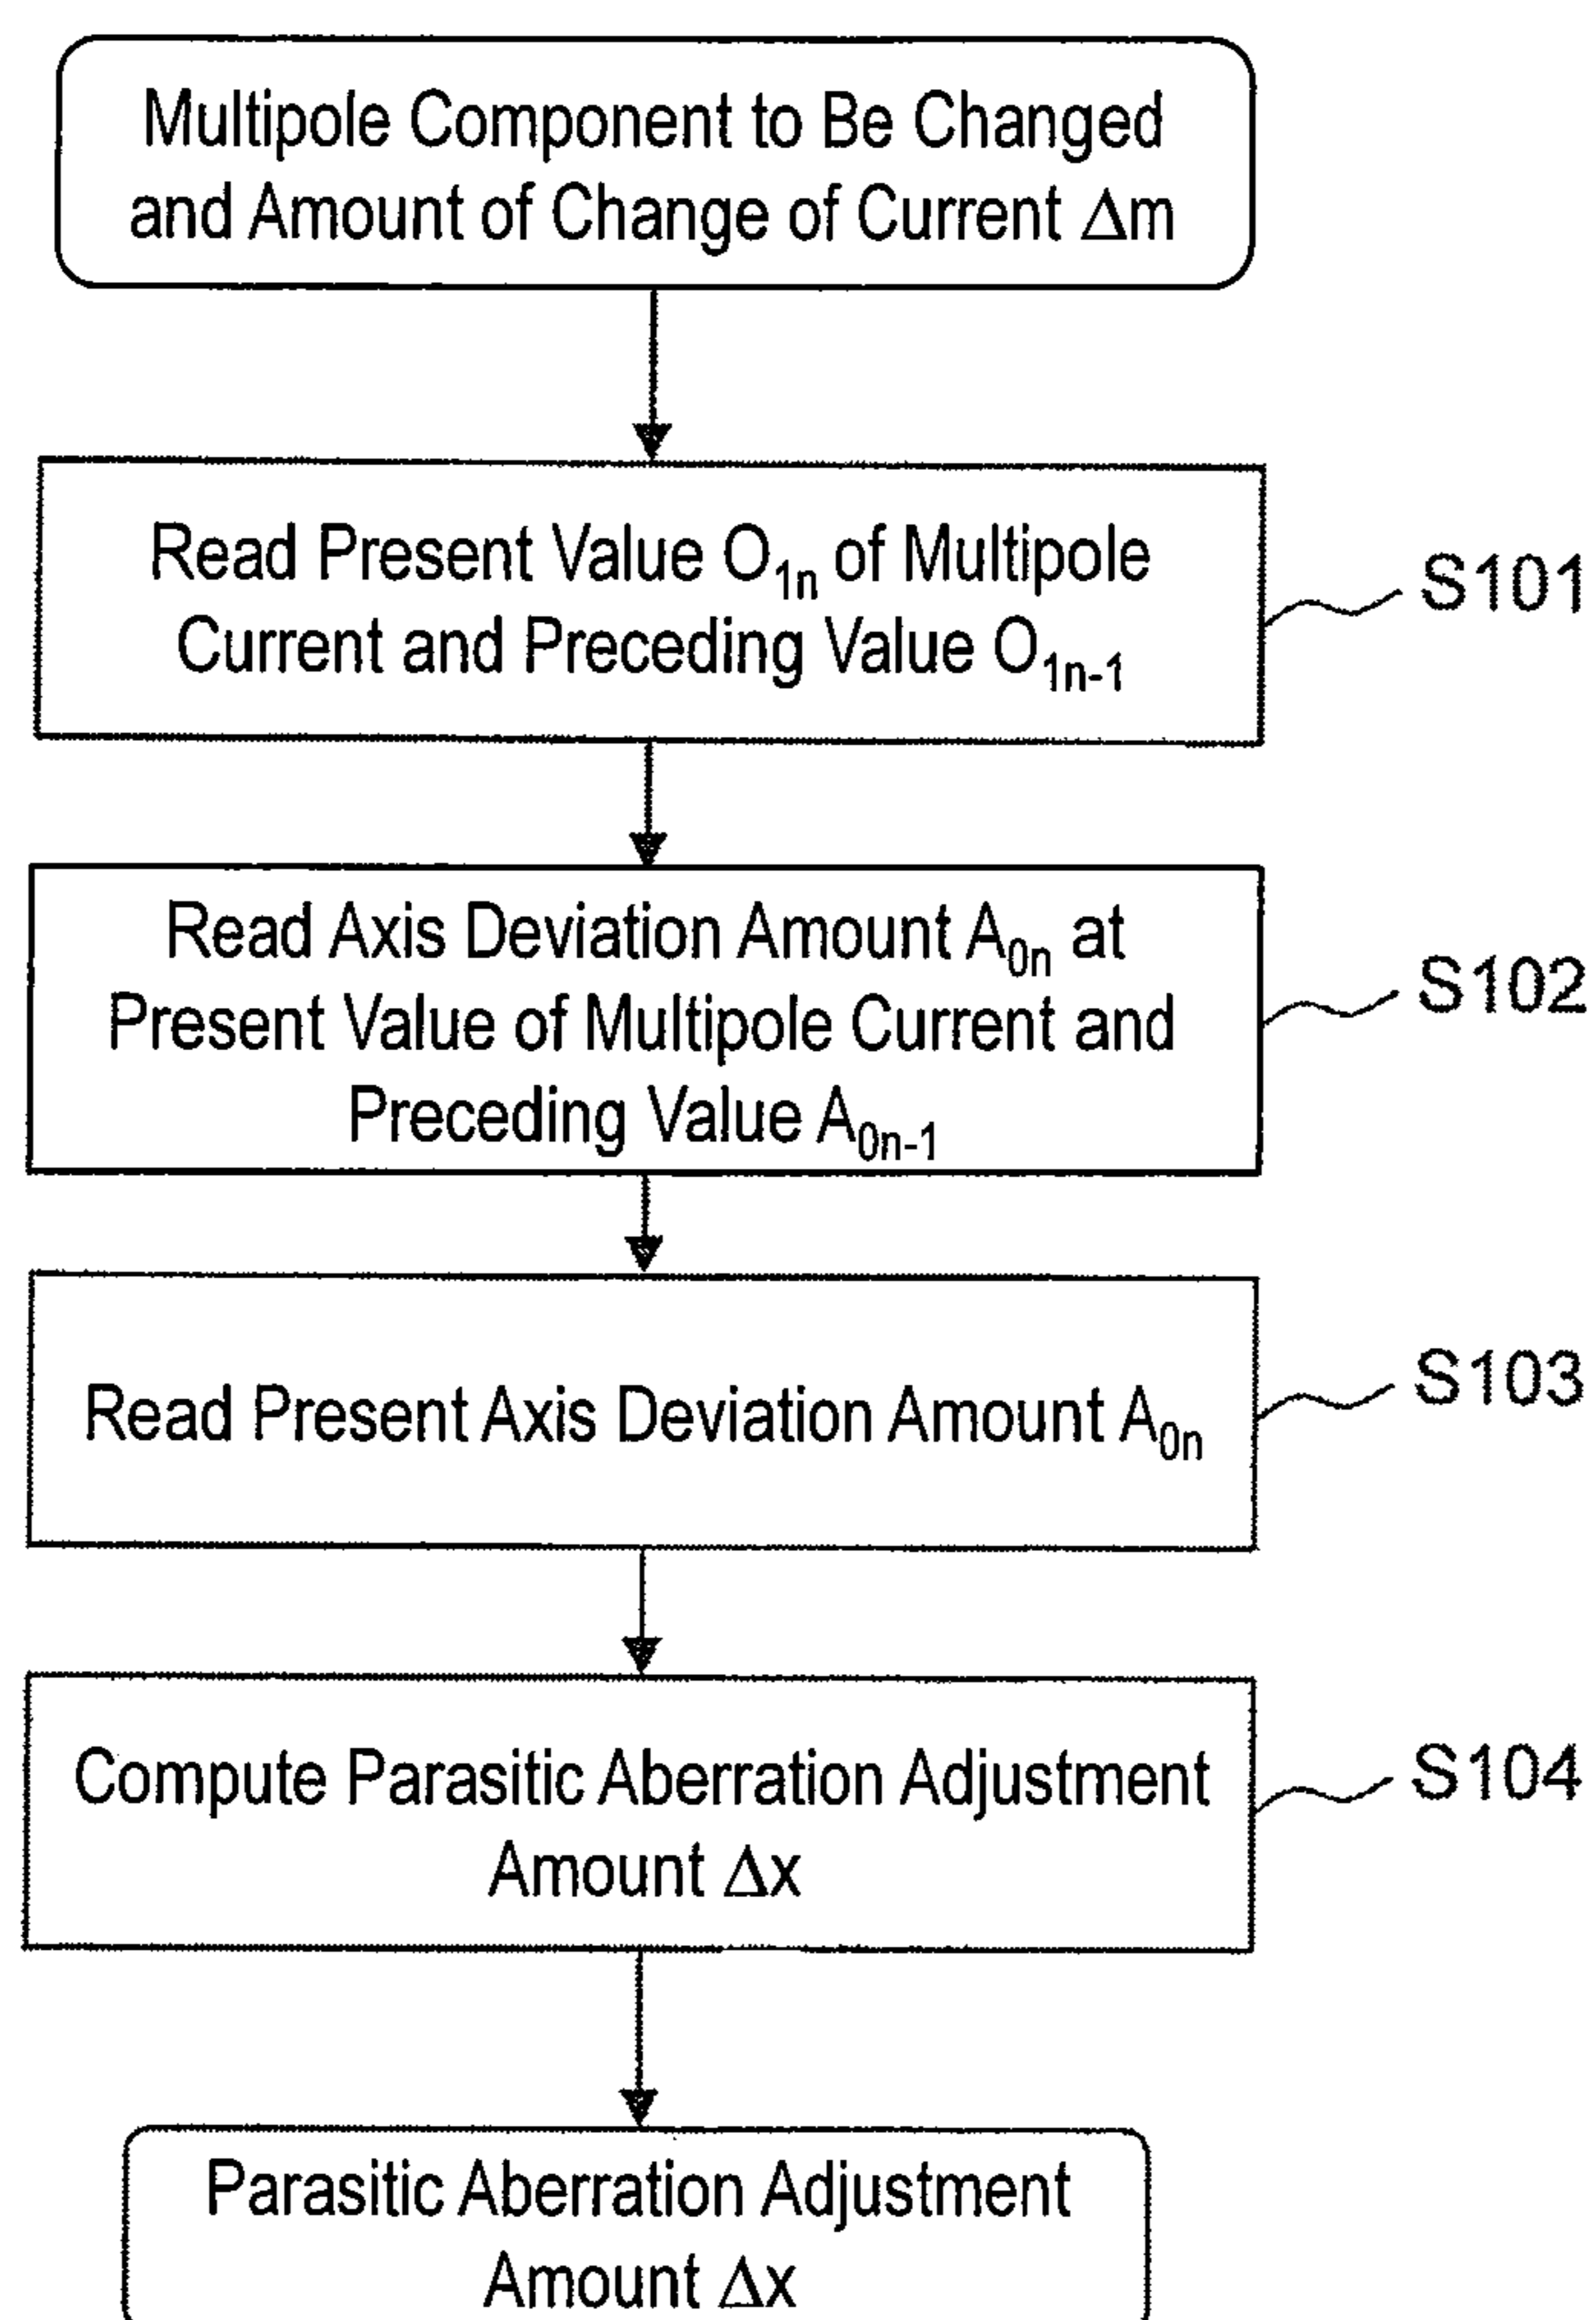 Multipole Component to Be Changed
and Amount of Change of Current Δm
Read Present Value O₁ₙ of Multipole
Current and Preceding Value O₁ₙ₋₁
S101
Read Axis Deviation Amount A₀ₙ at
Present Value of Multipole Current and
Preceding Value A₀ₙ₋₁
S102
Read Present Axis Deviation Amount A₀ₙ
S103
Compute Parasitic Aberration Adjustment
Amount Δx
S104
Parasitic Aberration Adjustment
Amount Δx